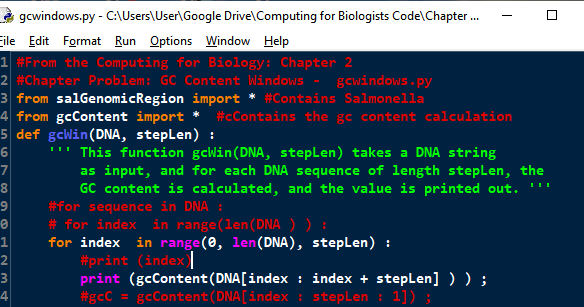 gcwindows.py - C:\Users\User\Google Drive\Computing for Biologists Code\Chapter ...
File Edit Format Run Options Window Help
1 #From the Computing for Biology: Chapter 2
2 #Chapter Problem: GC Content Windows -  gcwindows.py
3 from salGenomicRegion import * #Contains Salmonella
4 from gcContent import *  #cContains the gc content calculation
5 def gcWin(DNA, stepLen) :
6     ''' This function gcWin(DNA, stepLen) takes a DNA string
7         as input, and for each DNA sequence of length stepLen, the
8         GC content is calculated, and the value is printed out. '''
9     #for sequence in DNA :
0     # for index  in range(len(DNA ) ) :
1     for index  in range(0, len(DNA), stepLen) :
2         #print (index)
3         print (gcContent(DNA[index : index + stepLen] ) ) ;
4         #gcC = gcContent(DNA[index : stepLen : 1]) ;